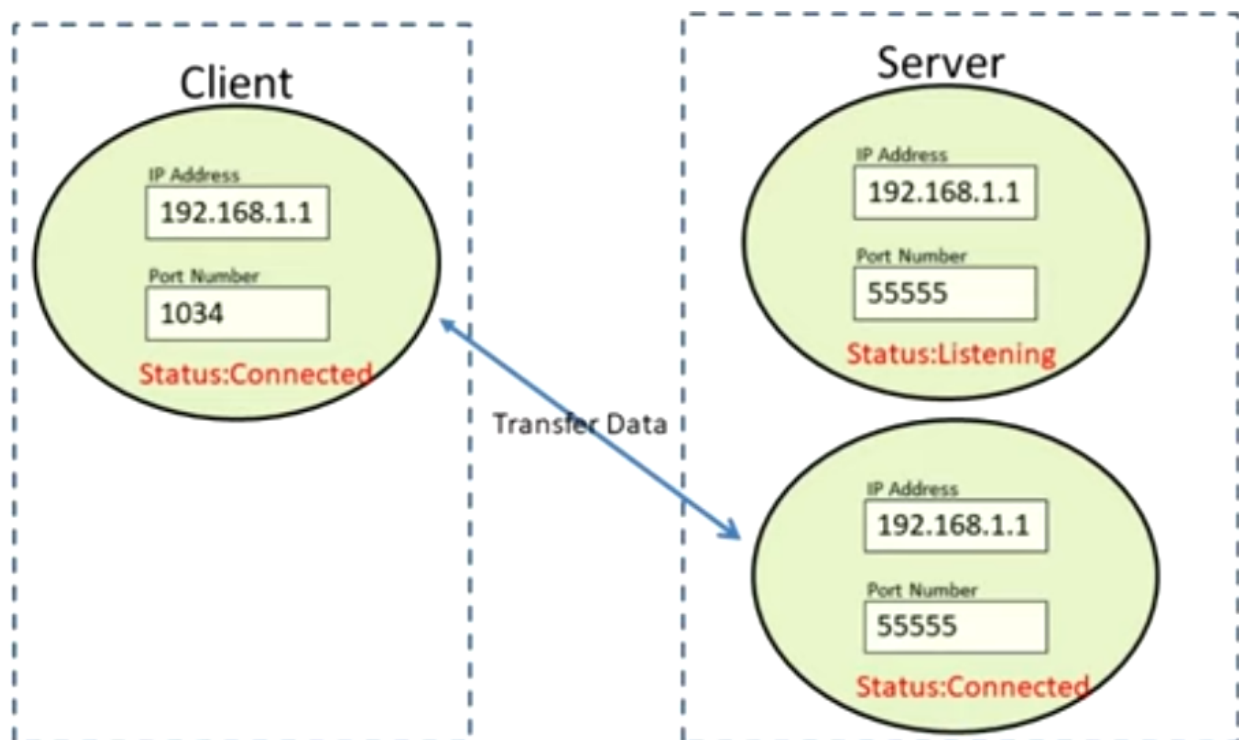 Client
IP Address
192.168.1.1
Port Number
1034
Status:Connected
Transfer Data
Server
IP Address
192.168.1.1
Port Number
55555
Status:Listening
IP Address
192.168.1.1
Port Number
55555
Status:Connected